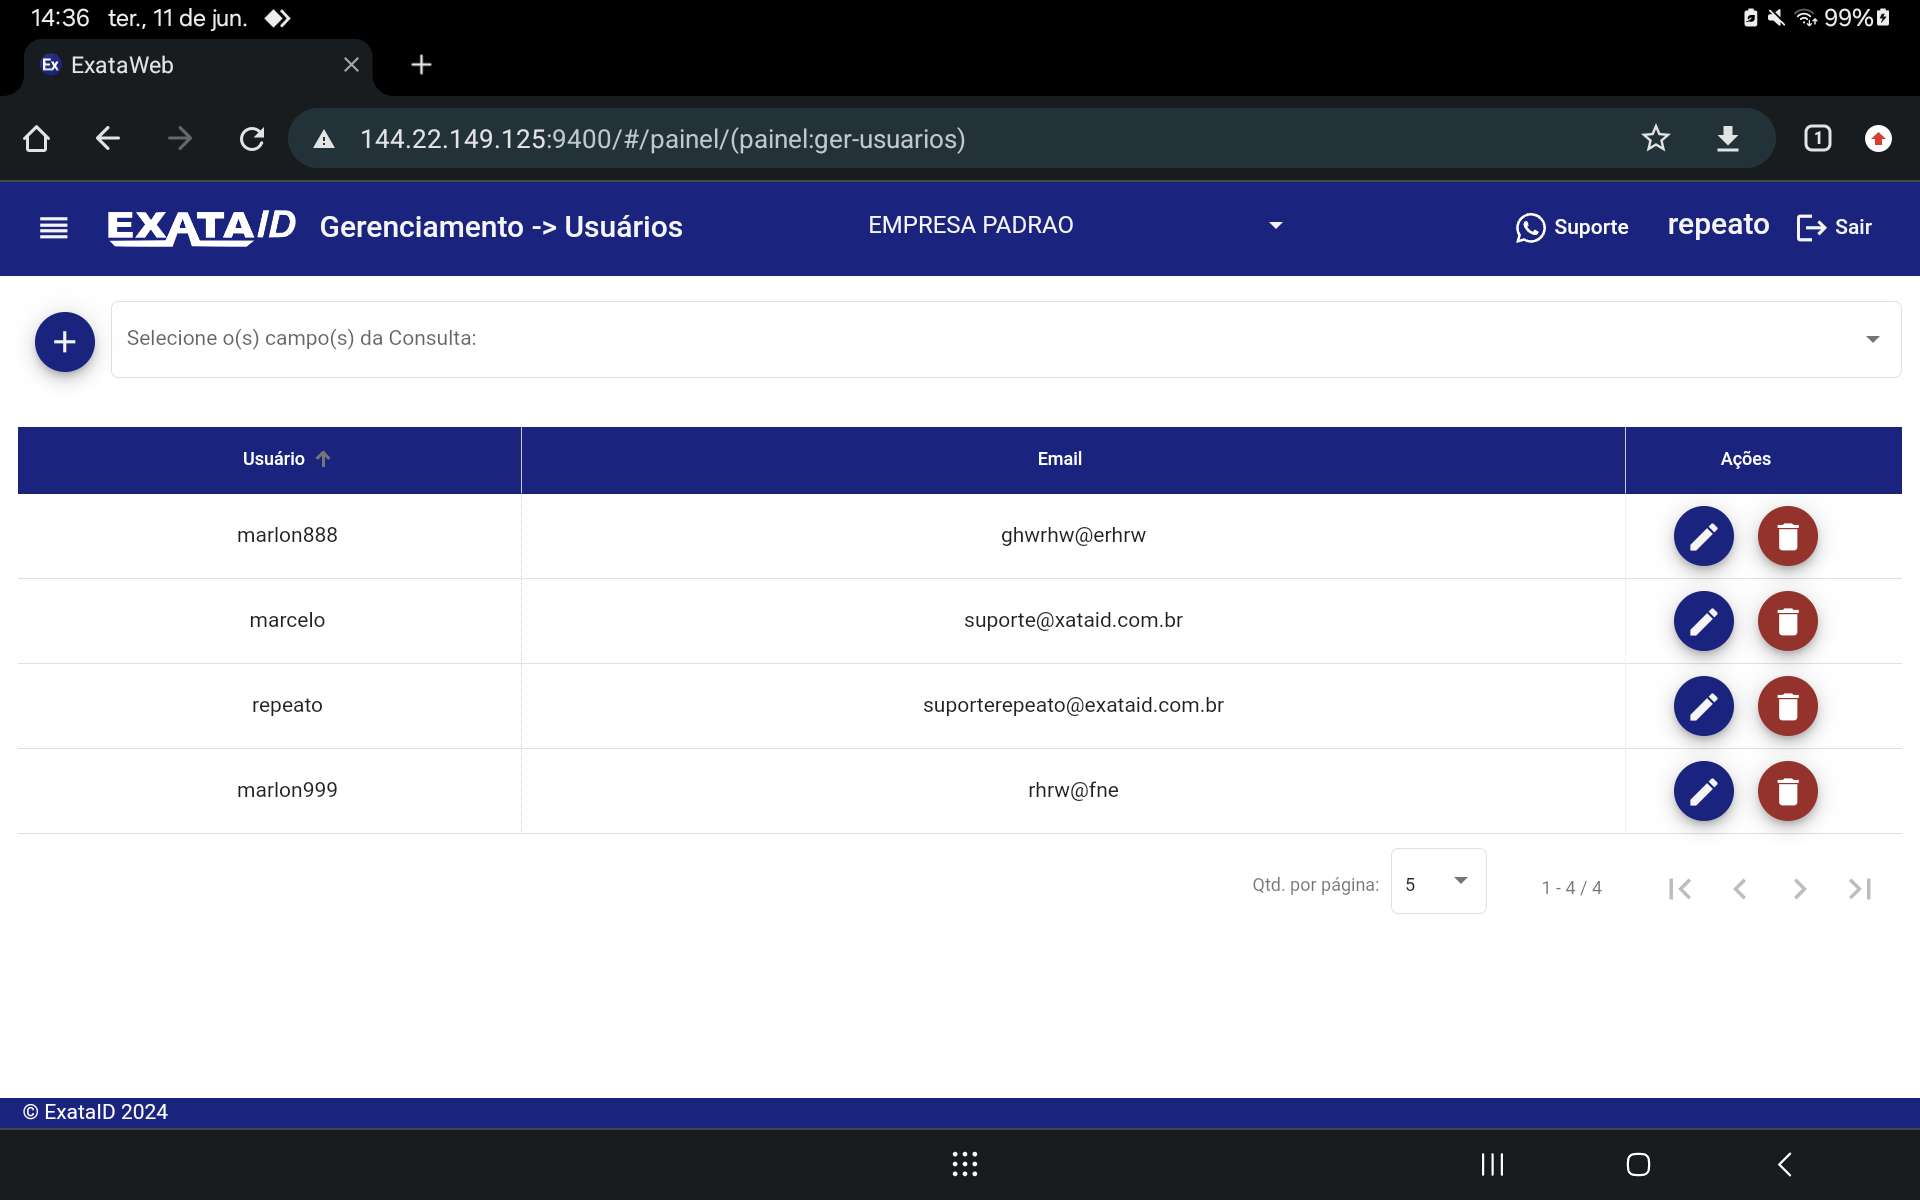 14:36 ter., 11 de jun. 99%
Ex ExataWeb
144.22.149.125:9400/#/painel/(painel:ger-usuarios) 1
EXATAID Gerenciamento -> Usuários EMPRESA PADRAO Suporte repeato Sair
Selecione o(s) campo(s) da Consulta:
Usuário Email Ações
marlon888 ghwrhw@erhrw
marcelo suporte@xataid.com.br
repeato suporterepeato@exataid.com.br
marlon999 rhrw@fne
Qtd. por página: 5 1 - 4 / 4
© ExataID 2024